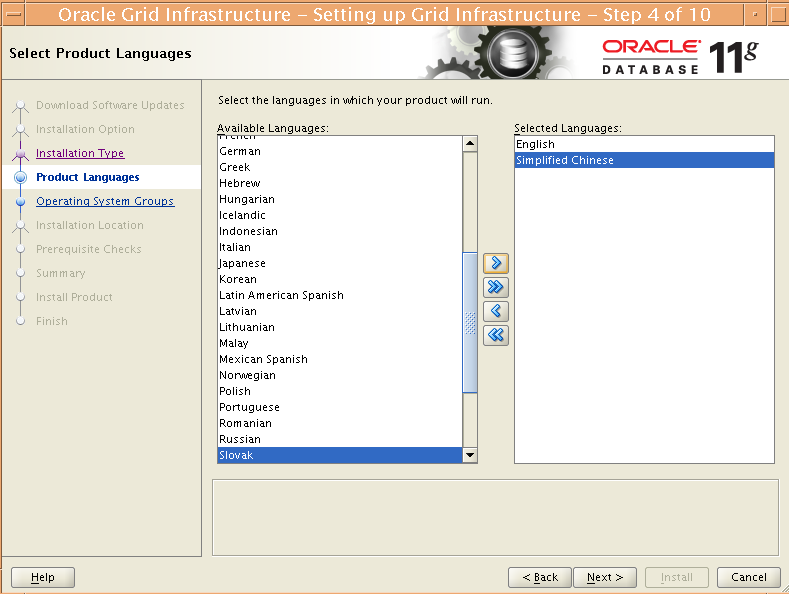 Oracle Grid Infrastructure – Setting up Grid Infrastructure – Step 4 of 10
Select Product Languages
ORACLE
DATABASE 11g
Download Software Updates
Installation Option
Installation Type
Product Languages
Operating System Groups
Installation Location
Prerequisite Checks
Summary
Install Product
Finish
Select the languages in which your product will run.
Available Languages:
French
German
Greek
Hebrew
Hungarian
Icelandic
Indonesian
Italian
Japanese
Korean
Latin American Spanish
Latvian
Lithuanian
Malay
Mexican Spanish
Norwegian
Polish
Portuguese
Romanian
Russian
Slovak
Selected Languages:
English
Simplified Chinese
Help
< Back
Next >
Install
Cancel